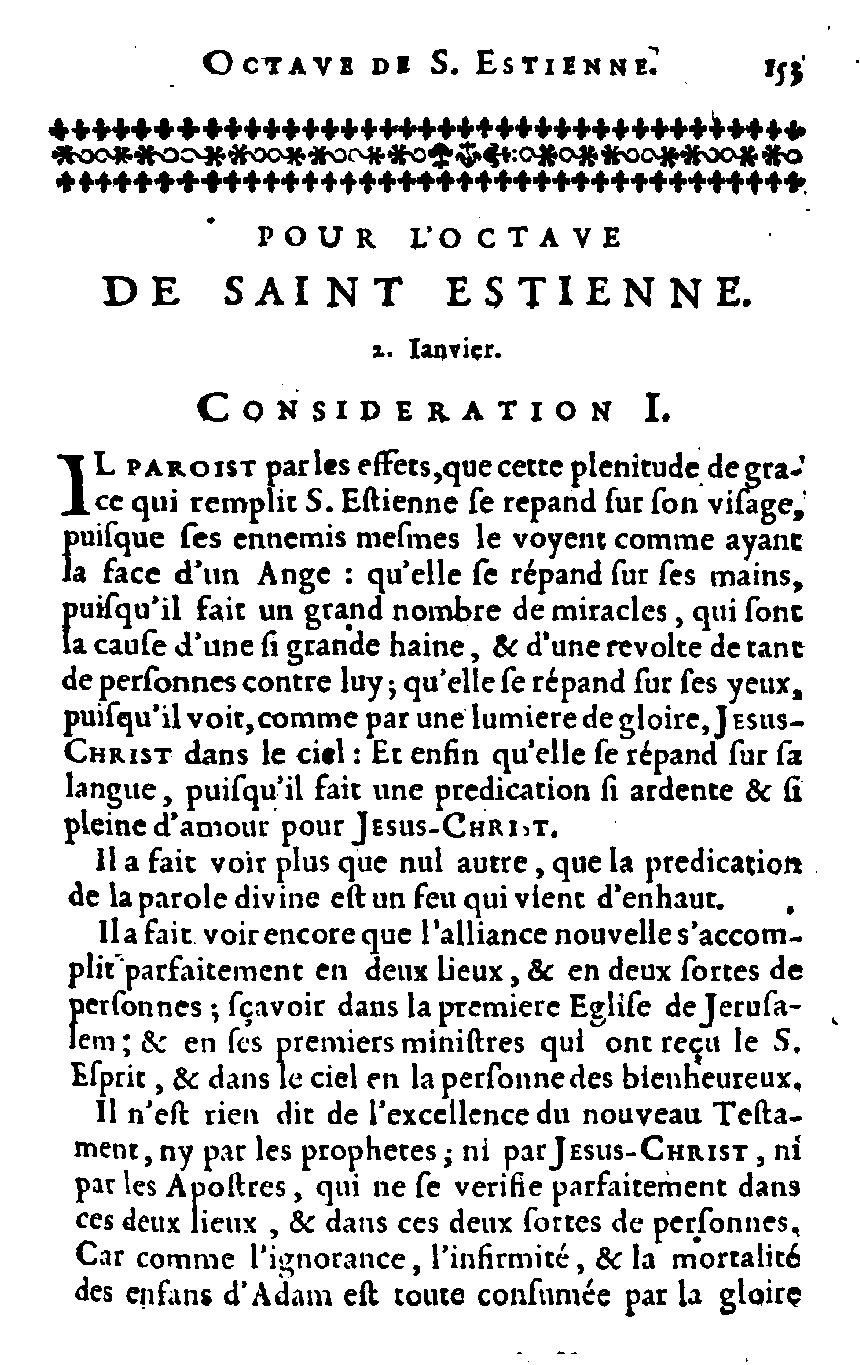 OCTAVE DE S. ESTIENNE. 153
POUR L'OCTAVE
DE SAINT ESTIENNE.
2. Ianvier.
CONSIDERATION I.
IL PAROIST par les effets, que cette plenitude de gra-
ce qui remplit S. Eſtienne ſe repand ſur ſon viſage,
puiſque ſes ennemis meſmes le voyent comme ayant
la face d'un Ange : qu'elle ſe répand ſur ſes mains,
puiſqu'il fait un grand nombre de miracles, qui ſont
la cauſe d'une ſi grande haine, & d'une revolte de tant
de perſonnes contre luy; qu'elle ſe répand ſur ſes yeux,
puiſqu'il voit, comme par une lumiere de gloire, JESUS-
CHRIST dans le ciel : Et enfin qu'elle ſe répand ſur ſa
langue, puiſqu'il fait une predication ſi ardente & ſi
pleine d'amour pour JESUS-CHRIST.
Il a fait voir plus que nul autre, que la predication
de la parole divine eſt un feu qui vient d'enhaut.
Il a fait voir encore que l'alliance nouvelle s'accom-
plit parfaitement en deux lieux, & en deux ſortes de
perſonnes ; ſçavoir dans la premiere Egliſe de Jeruſa-
lem ; & en ſes premiers miniſtres qui ont reçu le S.
Eſprit, & dans le ciel en la perſonne des bienheureux.
Il n'eſt rien dit de l'excellence du nouveau Teſta-
ment, ny par les prophetes ; ni par JESUS-CHRIST, ni
par les Apoſtres, qui ne ſe verifie parfaitement dans
ces deux lieux, & dans ces deux ſortes de perſonnes.
Car comme l'ignorance, l'infirmité, & la mortalité
des enfans d'Adam eſt toute conſumée par la gloire